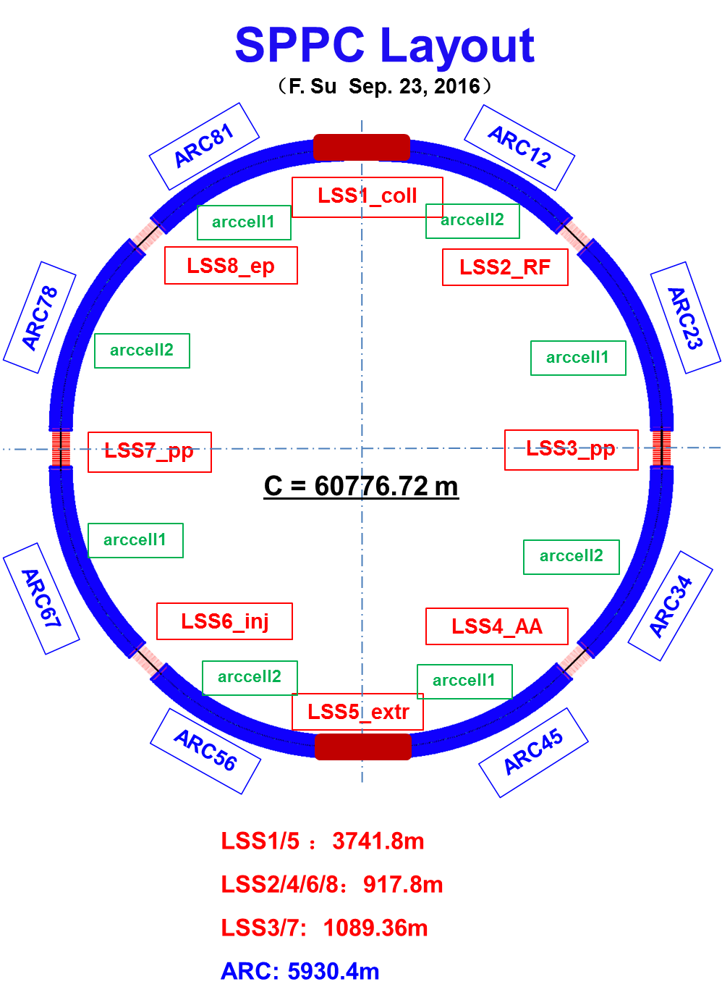 SPPC Layout
（F. Su  Sep. 23, 2016）
ARC81
ARC12
LSS1_coll
arccell1
arccell2
LSS8_ep
LSS2_RF
ARC78
ARC23
arccell2
arccell1
LSS7_pp
LSS3_pp
C = 60776.72 m
arccell1
arccell2
ARC67
ARC34
LSS6_inj
LSS4_AA
arccell2
arccell1
LSS5_extr
ARC56
ARC45
LSS1/5 ：3741.8m
LSS2/4/6/8：917.8m
LSS3/7:  1089.36m
ARC: 5930.4m